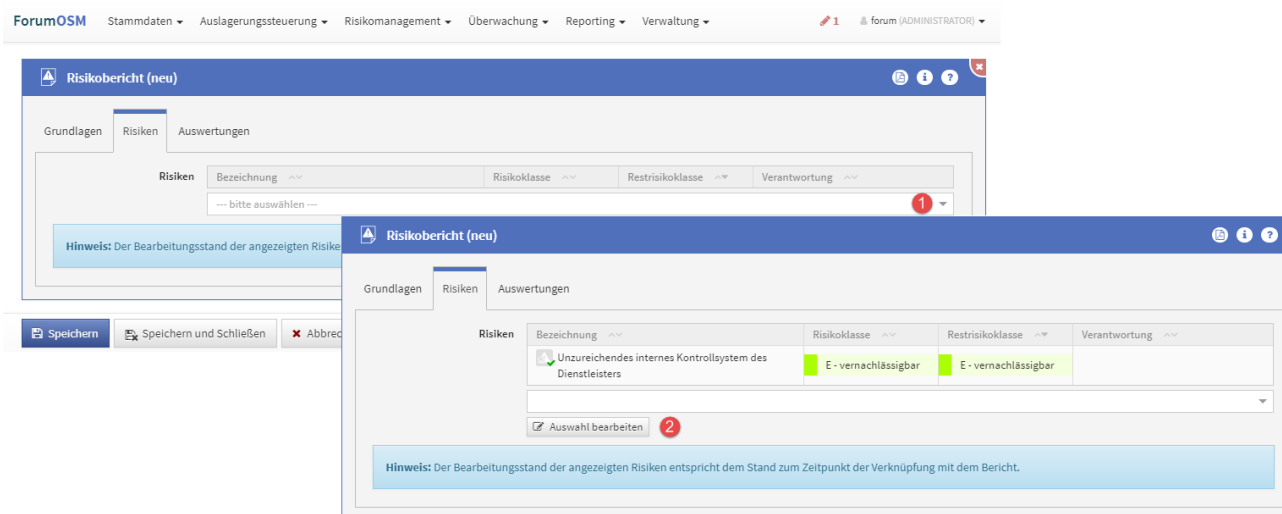 ForumOSM Stammdaten Auslagerungssteuerung Risikomanagement Überwachung Reporting Verwaltung 1 forum (ADMINISTRATOR)
Risikobericht (neu)
Grundlagen Risiken Auswertungen
Risiken Bezeichnung Risikoklasse Restrisikoklasse Verantwortung
--- bitte auswählen --- 1
Hinweis: Der Bearbeitungsstand der angezeigten Risike
Speichern Speichern und Schließen Abbrec
Risikobericht (neu)
Grundlagen Risiken Auswertungen
Risiken Bezeichnung Risikoklasse Restrisikoklasse Verantwortung
Unzureichendes internes Kontrollsystem des
Dienstleisters E - vernachlässigbar E - vernachlässigbar
Auswahl bearbeiten 2
Hinweis: Der Bearbeitungsstand der angezeigten Risiken entspricht dem Stand zum Zeitpunkt der Verknüpfung mit dem Bericht.